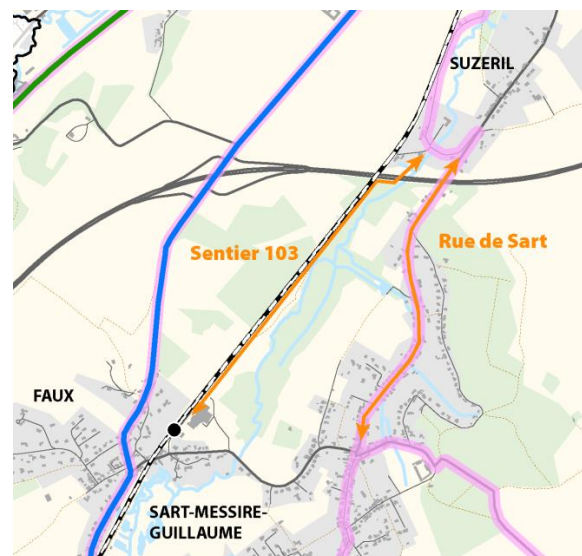 SUZERIL
Sentier 103
Rue de Sart
FAUX
SART-MESSIRE-
GUILLAUME